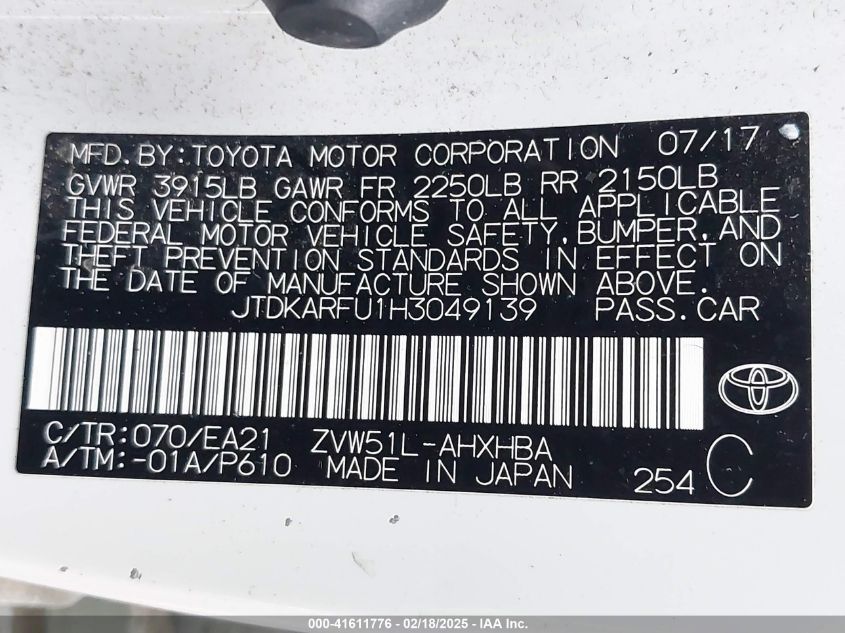 MFD.BY:TOYOTA MOTOR CORPORATION 07/17
GVWR 3915LB GAWR FR 2250LB RR 2150LB
THIS VEHICLE CONFORMS TO ALL APPLICABLE
FEDERAL MOTOR VEHICLE SAFETY,BUMPER,AND
THEFT PREVENTION STANDARDS IN EFFECT ON
THE DATE OF MANUFACTURE SHOWN ABOVE.
JTDKARFU1H3049139 PASS.CAR
C/TR:070/EA21 ZVW51L-AHXHBA
A/TM:-01A/P610 MADE IN JAPAN 254 C
000-41611776 - 02/18/2025 - IAA Inc.